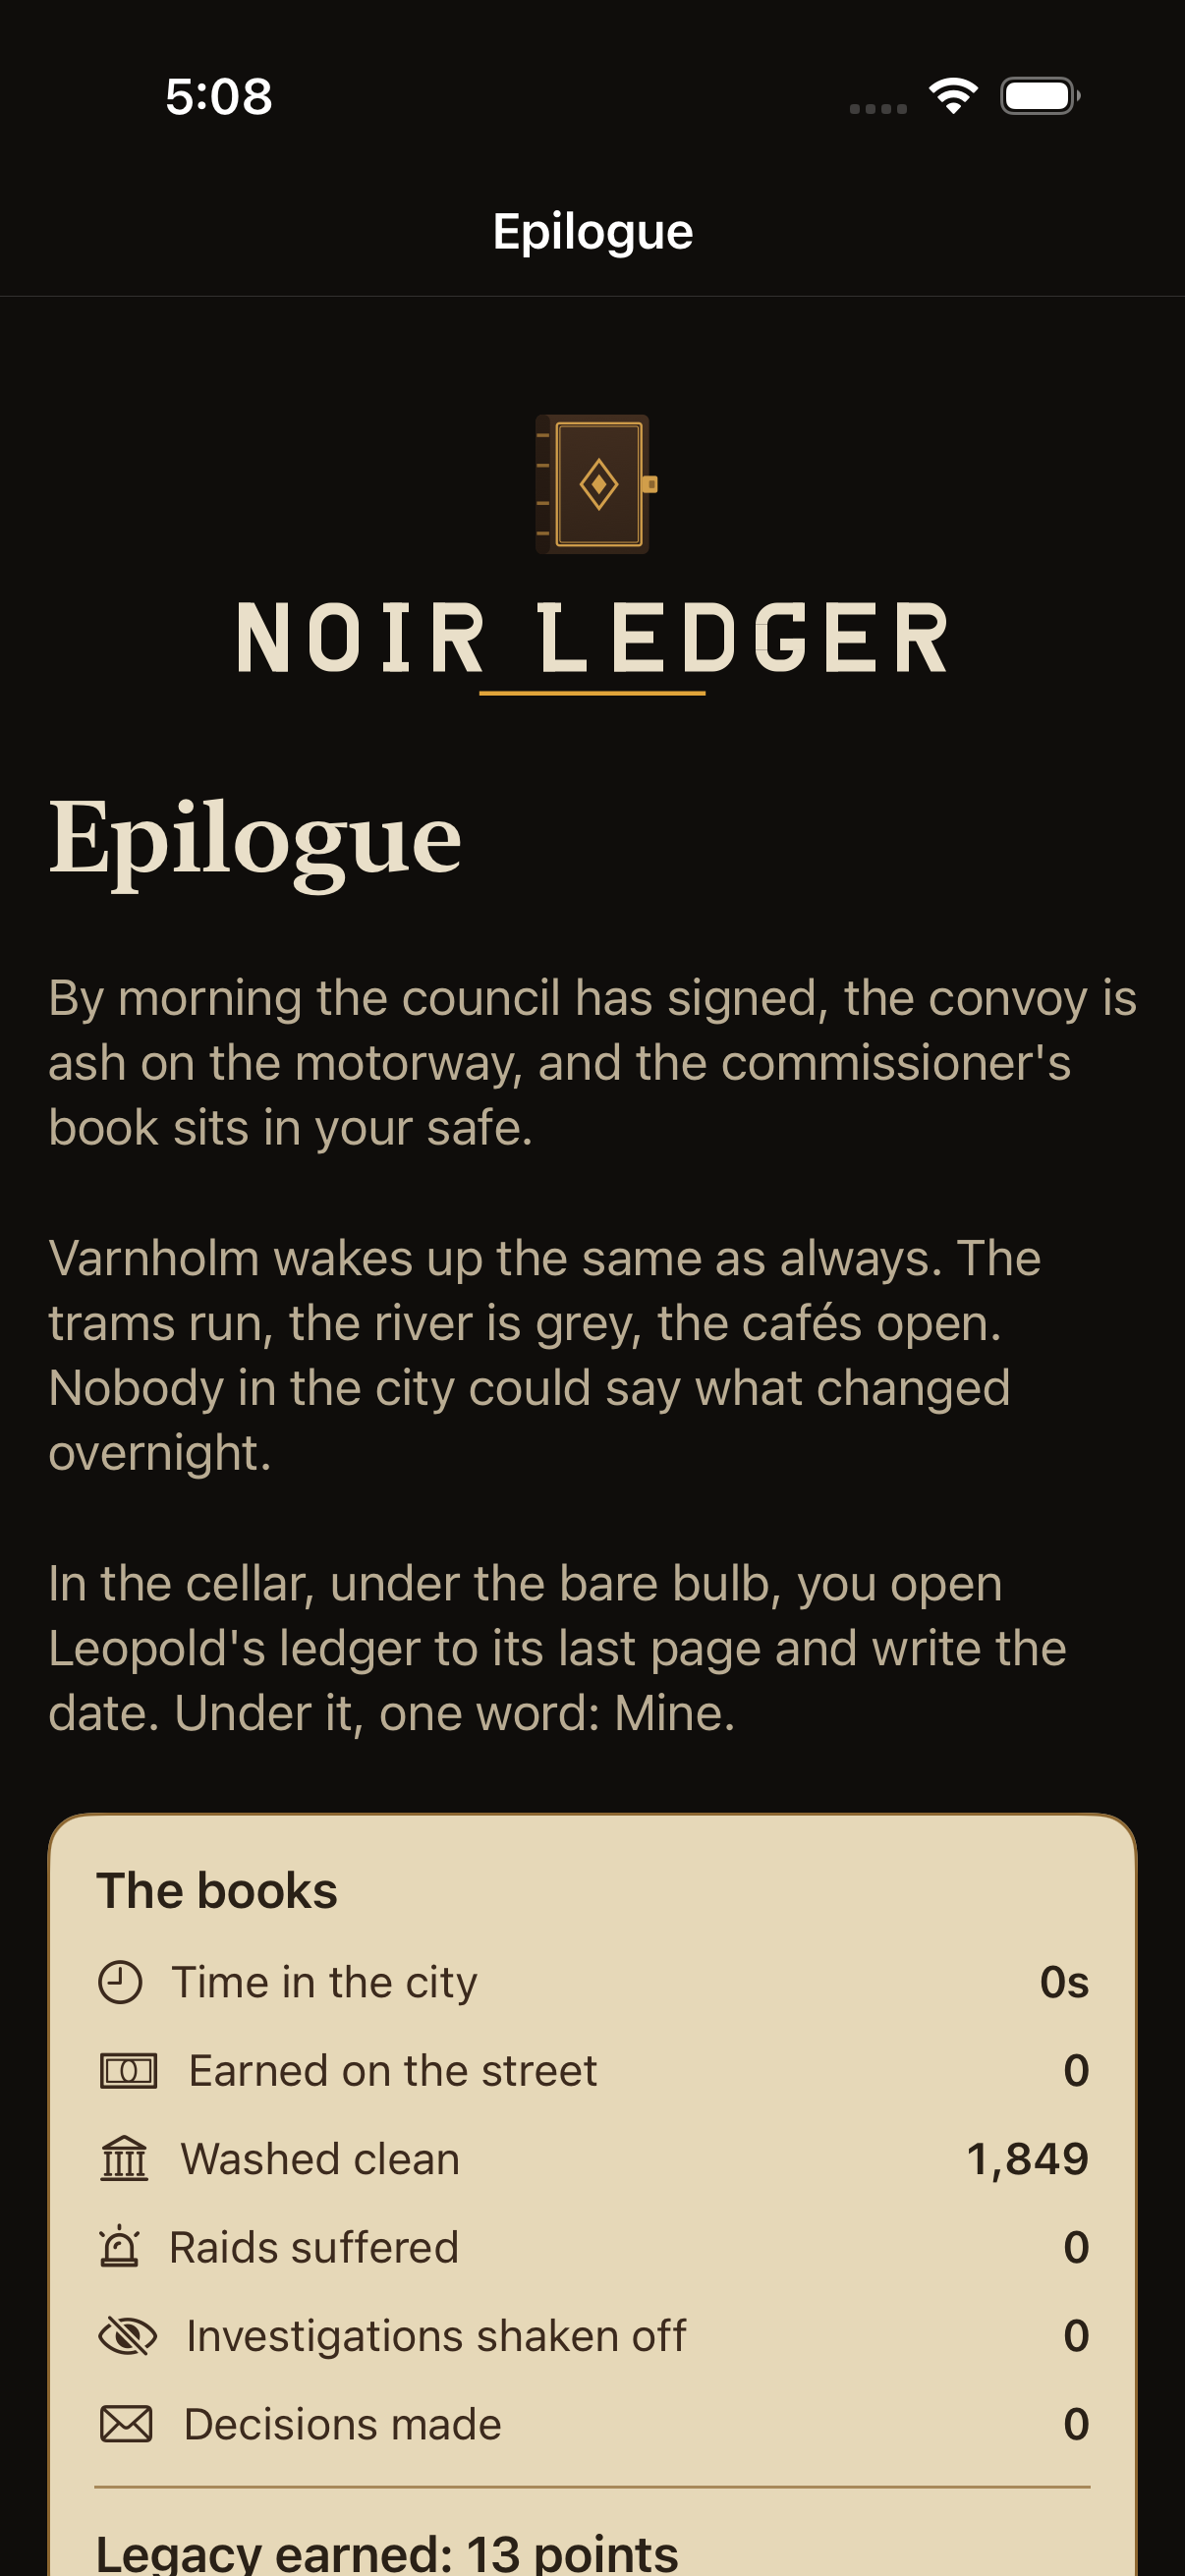 5:08
Epilogue
NOIR LEDGER
Epilogue
By morning the council has signed, the convoy is
ash on the motorway, and the commissioner's
book sits in your safe.
Varnholm wakes up the same as always. The
trams run, the river is grey, the cafés open.
Nobody in the city could say what changed
overnight.
In the cellar, under the bare bulb, you open
Leopold's ledger to its last page and write the
date. Under it, one word: Mine.
The books
Time in the city 0s
Earned on the street 0
Washed clean 1,849
Raids suffered 0
Investigations shaken off 0
Decisions made 0
Legacy earned: 13 points